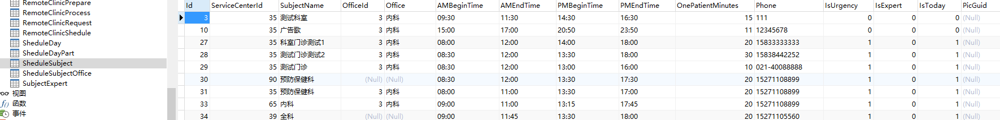 RemoteClinicPrepare
RemoteClinicProcess
RemoteClinicRequest
RemoteClinicShedule
SheduleDay
SheduleDayPart
SheduleSubject
SheduleSubjectOffice
SubjectExpert
视图
函数
事件
Id ServiceCenterId SubjectName OfficeId Office AMBeginTime AMEndTime PMBeginTime PMEndTime OnePatientMinutes Phone IsUrgency IsExpert IsToday PicGuid
3 35 测试科室 3 内科 09:30 11:30 14:30 16:30 15 111 0 0 0 (Null)
10 35 广告歌 3 内科 15:00 17:00 20:50 23:50 11 12345678 0 0 0 (Null)
27 35 科室门诊测试1 3 内科 08:00 12:00 14:00 18:00 20 15833333333 1 0 1 (Null)
28 35 测试门诊测试2 3 内科 08:30 12:00 13:30 18:00 30 15838442252 1 0 1 (Null)
29 35 测试门诊 3 内科 08:30 12:00 13:00 16:00 10 021-40088888 1 0 1 (Null)
30 90 预防保健科 (Null) (Null) 08:30 12:00 13:30 17:30 20 15271108899 1 0 1 (Null)
31 35 预防保健科 3 内科 08:00 11:00 13:30 17:00 20 15271108899 1 0 1 (Null)
33 65 内科 3 内科 09:00 11:00 13:15 17:45 20 15271108899 1 0 1 (Null)
34 39 全科 (Null) (Null) 09:00 11:45 13:30 18:00 20 15271105560 1 0 1 (Null)